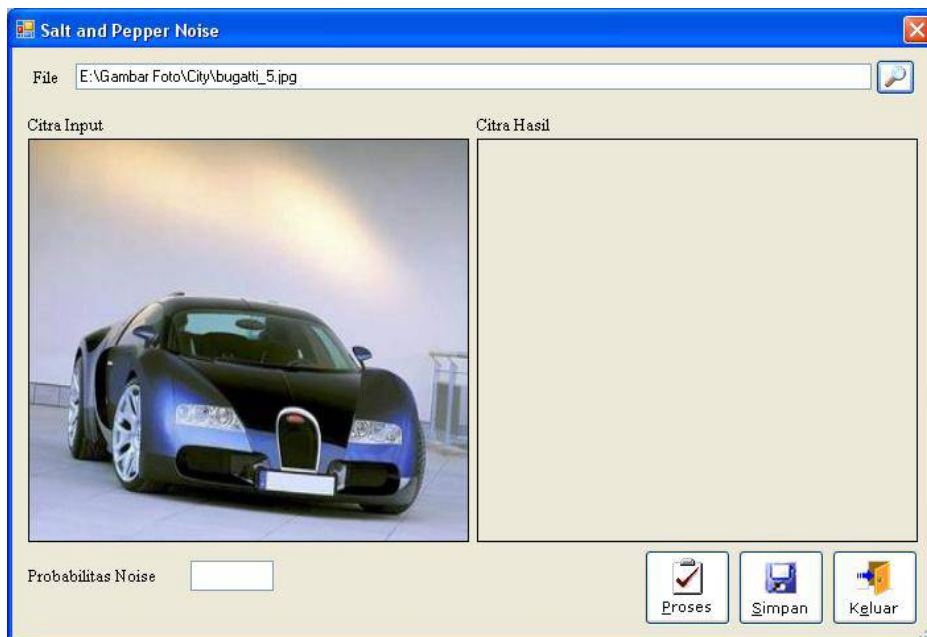 Salt and Pepper Noise
File E:\Gambar Foto\City\bugatti_5.jpg
Citra Input Citra Hasil
Probabilitas Noise
Proses Simpan Keluar